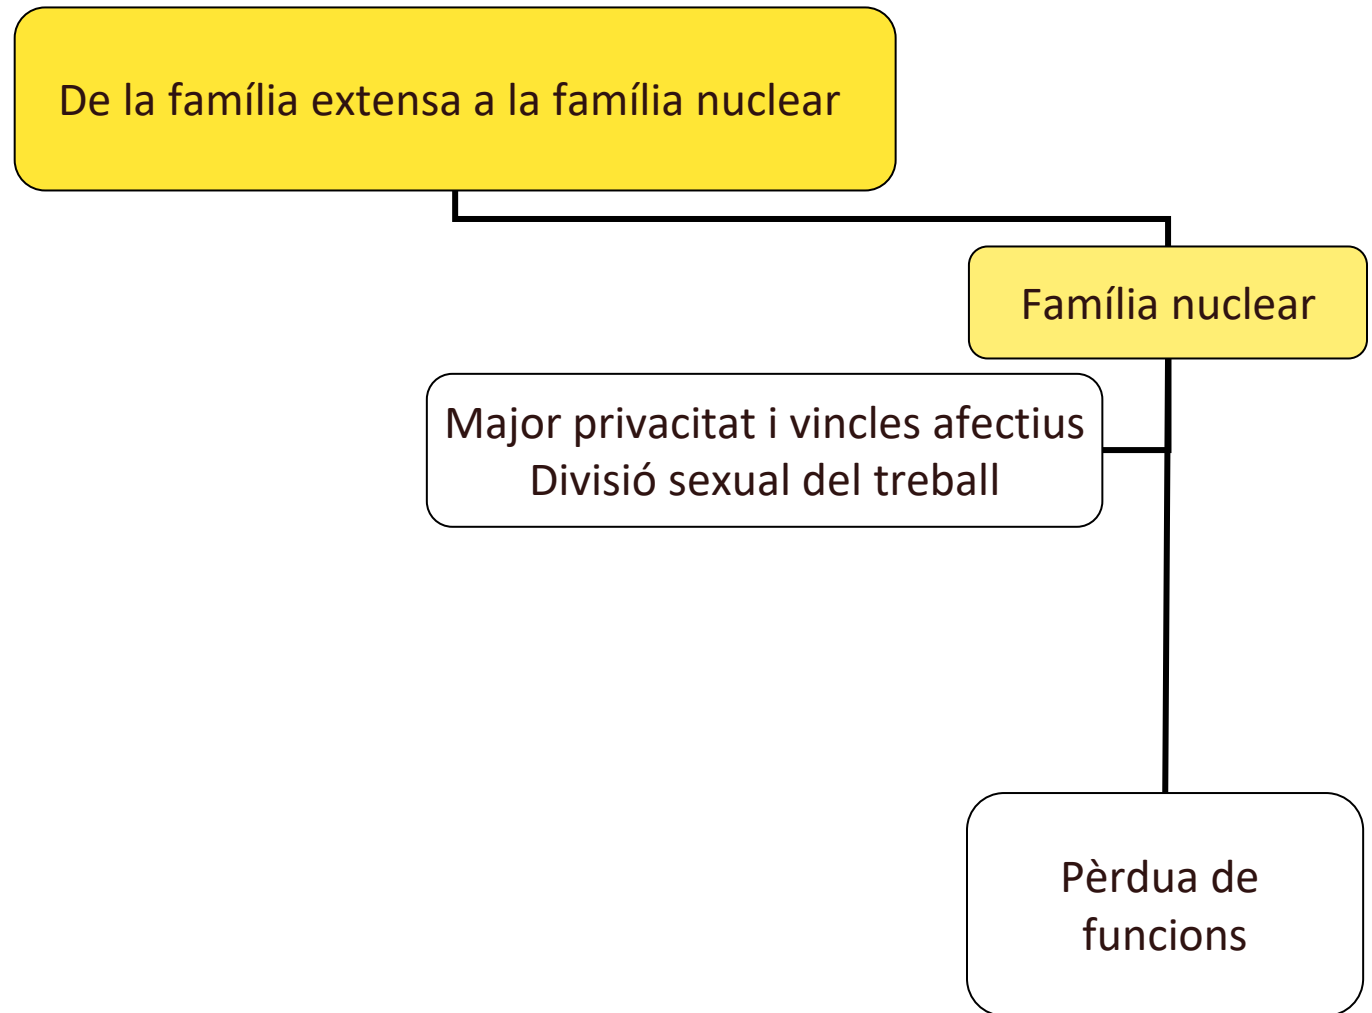 De la família extensa a la família nuclear
Família nuclear
Major privacitat i vincles afectius
Divisió sexual del treball
Pèrdua de
funcions